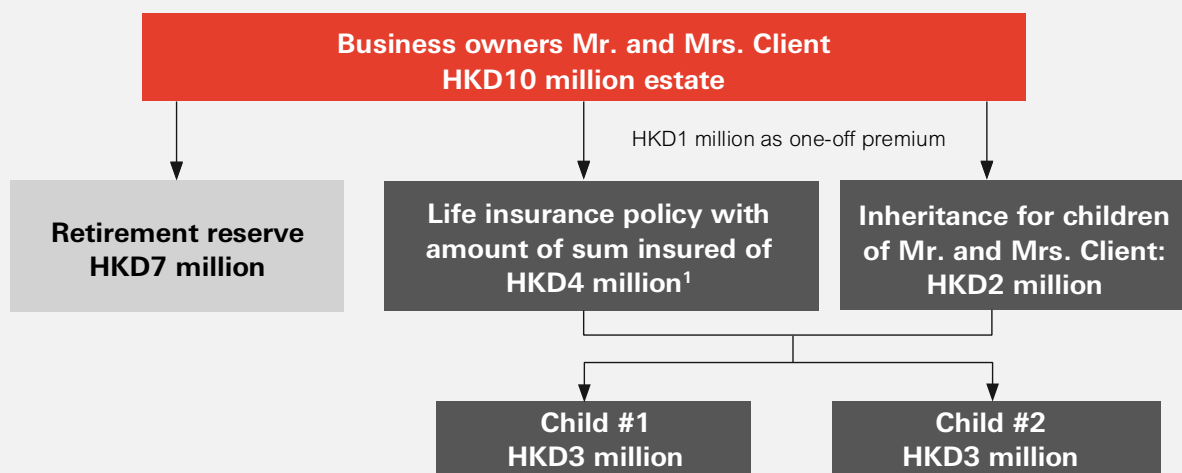 Business owners Mr. and Mrs. Client
HKD10 million estate
HKD1 million as one-off premium
Retirement reserve
HKD7 million
Life insurance policy with
amount of sum insured of
HKD4 million¹
Inheritance for children
of Mr. and Mrs. Client:
HKD2 million
Child #1
HKD3 million
Child #2
HKD3 million